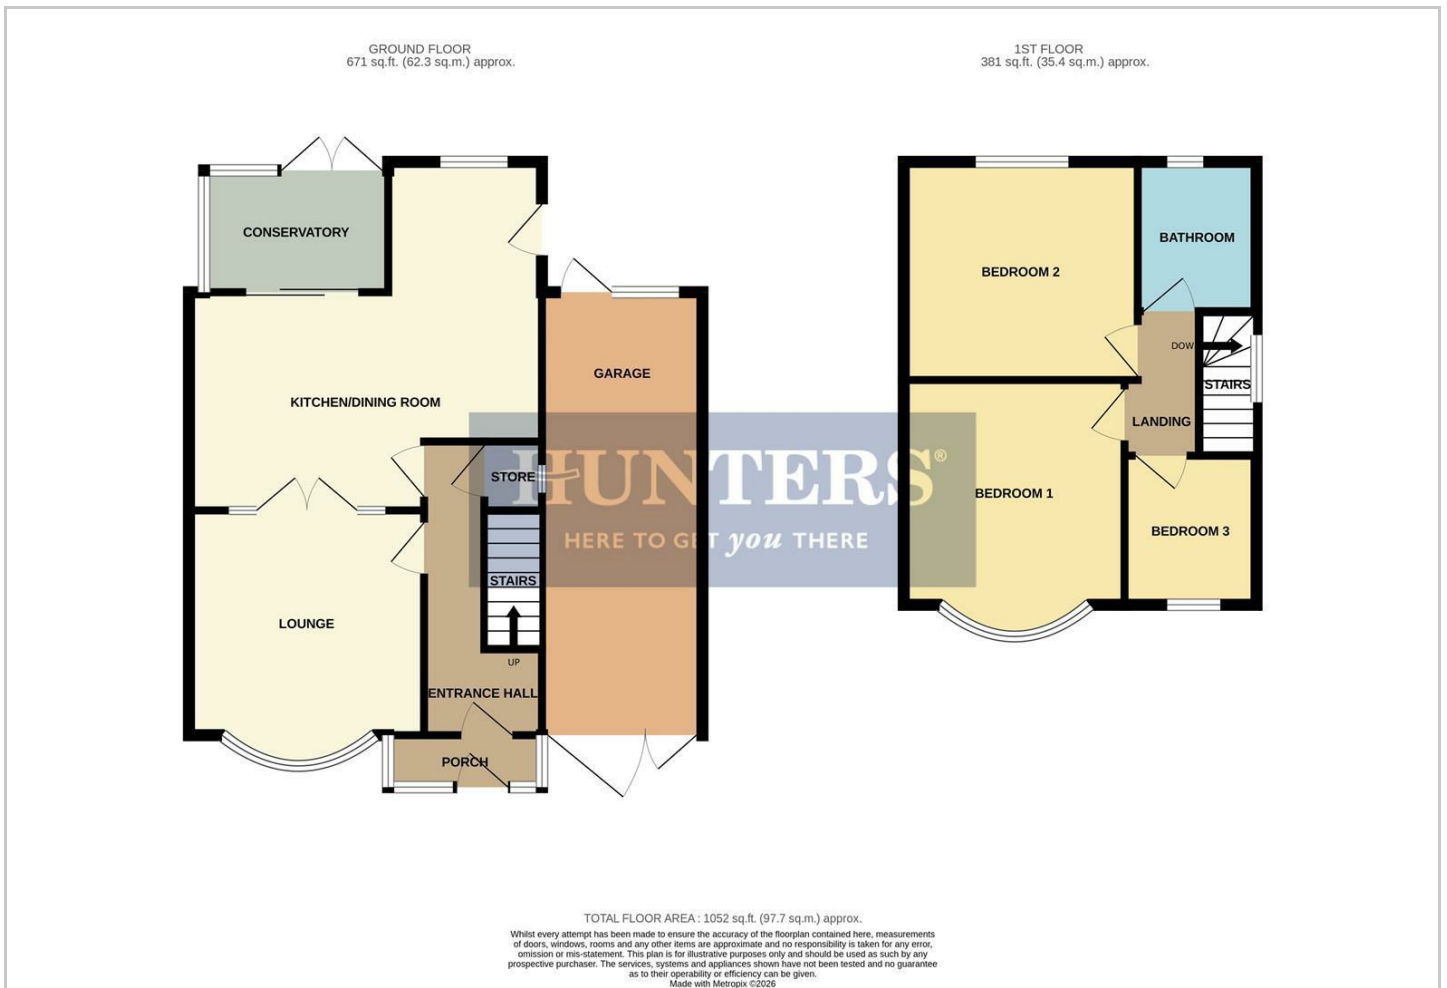 GROUND FLOOR
671 sq.ft. (62.3 sq.m.) approx.
1ST FLOOR
381 sq.ft. (35.4 sq.m.) approx.
CONSERVATORY
KITCHEN/DINING ROOM
GARAGE
STORE
STAIRS
LOUNGE
UP
ENTRANCE HALL
PORCH
BEDROOM 2
BATHROOM
DOW
STAIRS
LANDING
BEDROOM 1
BEDROOM 3
HUNTERS®
HERE TO GET you THERE
TOTAL FLOOR AREA : 1052 sq.ft. (97.7 sq.m.) approx.
Whilst every attempt has been made to ensure the accuracy of the floorplan contained here, measurements
of doors, windows, rooms and any other items are approximate and no responsibility is taken for any error,
omission or mis-statement. This plan is for illustrative purposes only and should be used as such by any
prospective purchaser. The services, systems and appliances shown have not been tested and no guarantee
as to their operability or efficiency can be given.
Made with Metropix ©2026